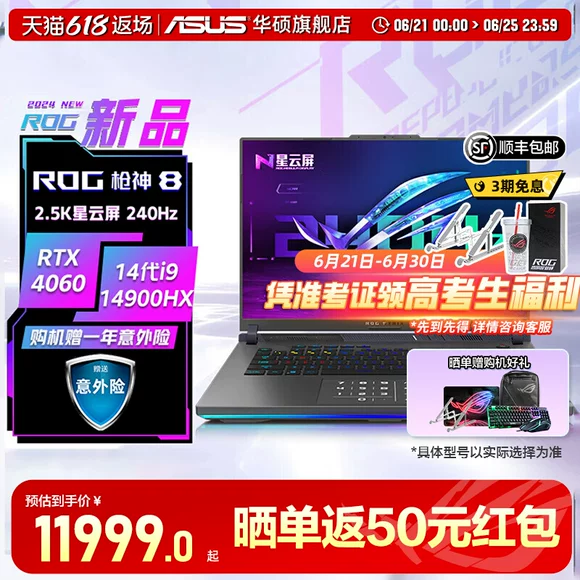 天猫618返场
ASUS 华硕旗舰店
06/21 00:00 > 06/25 23:59
2024 NEW
ROG 新品
ROG 枪神 8
2.5K星云屏 240Hz
RTX
4060
14代i9
14900HX
购机赠一年意外险
赠送
意外险
星云屏
SF 顺丰包邮
3期免息
ROG
6月21日-6月30日
凭准考证领高考生福利
*先到先得 详情咨询客服
晒单赠购机好礼
*具体型号以实际选择为准
预估到手价￥
11999.0 起
晒单返50元红包